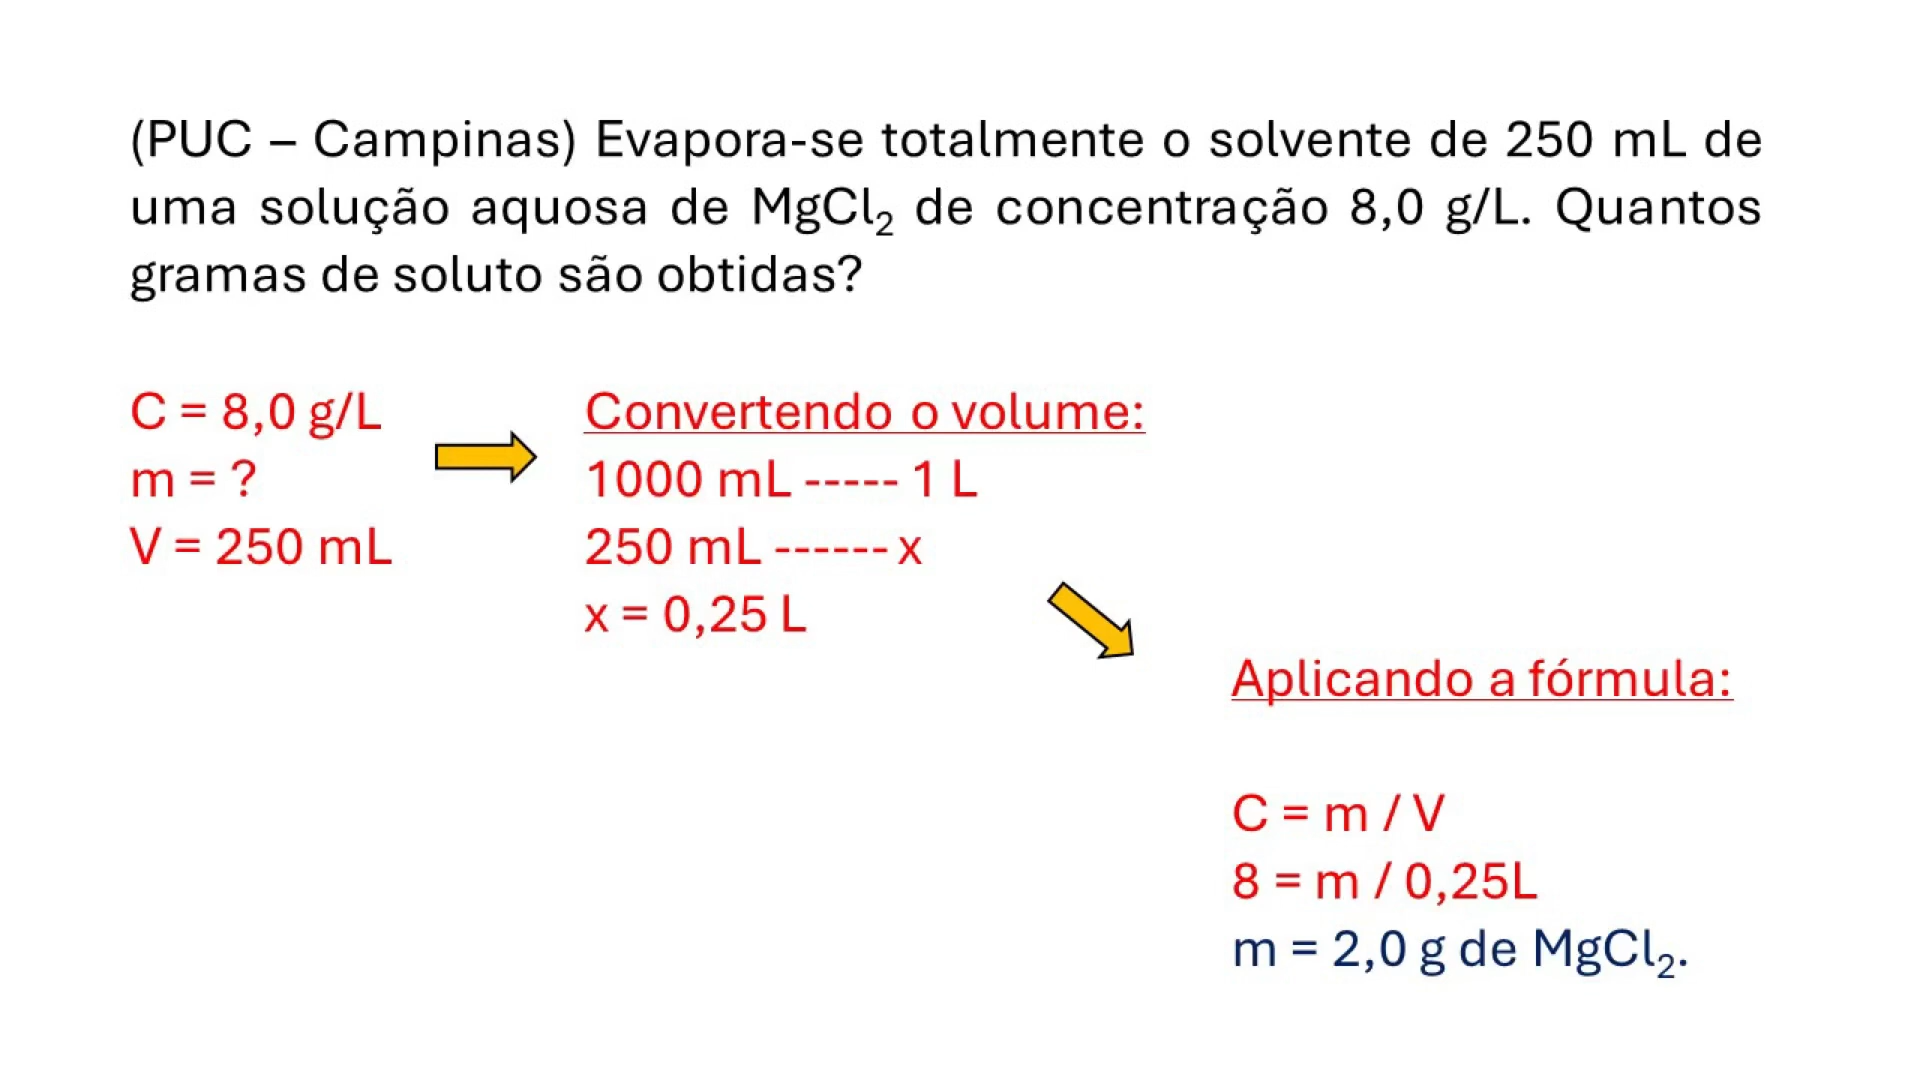 (PUC – Campinas) Evapora-se totalmente o solvente de 250 mL de
uma solução aquosa de MgCl₂ de concentração 8,0 g/L. Quantos
gramas de soluto são obtidas?
C = 8,0 g/L
m = ?
V = 250 mL
Convertendo o volume:
1000 mL ----- 1 L
250 mL ------ x
x = 0,25 L
Aplicando a fórmula:
C = m / V
8 = m / 0,25L
m = 2,0 g de MgCl₂.